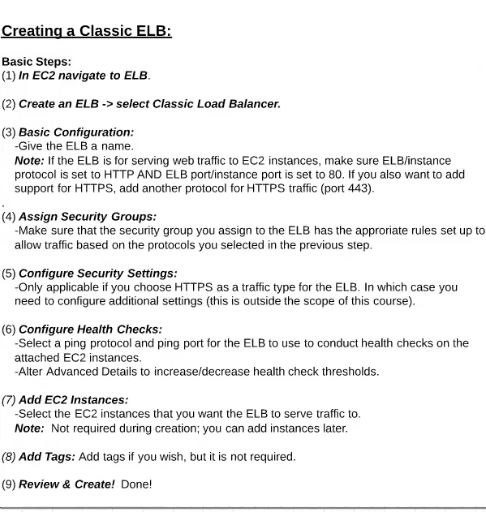 Creating a Classic ELB:
Basic Steps:
(1) In EC2 navigate to ELB.
(2) Create an ELB -> select Classic Load Balancer.
(3) Basic Configuration:
-Give the ELB a name.
Note: If the ELB is for serving web traffic to EC2 instances, make sure ELB/instance
protocol is set to HTTP AND ELB port/instance port is set to 80. If you also want to add
support for HTTPS, add another protocol for HTTPS traffic (port 443).
.
(4) Assign Security Groups:
-Make sure that the security group you assign to the ELB has the approriate rules set up to
allow traffic based on the protocols you selected in the previous step.
(5) Configure Security Settings:
-Only applicable if you choose HTTPS as a traffic type for the ELB. In which case you
need to configure additional settings (this is outside the scope of this course).
(6) Configure Health Checks:
-Select a ping protocol and ping port for the ELB to use to conduct health checks on the
attached EC2 instances.
-Alter Advanced Details to increase/decrease health check thresholds.
(7) Add EC2 Instances:
-Select the EC2 instances that you want the ELB to serve traffic to.
Note: Not required during creation; you can add instances later.
(8) Add Tags: Add tags if you wish, but it is not required.
(9) Review & Create! Done!